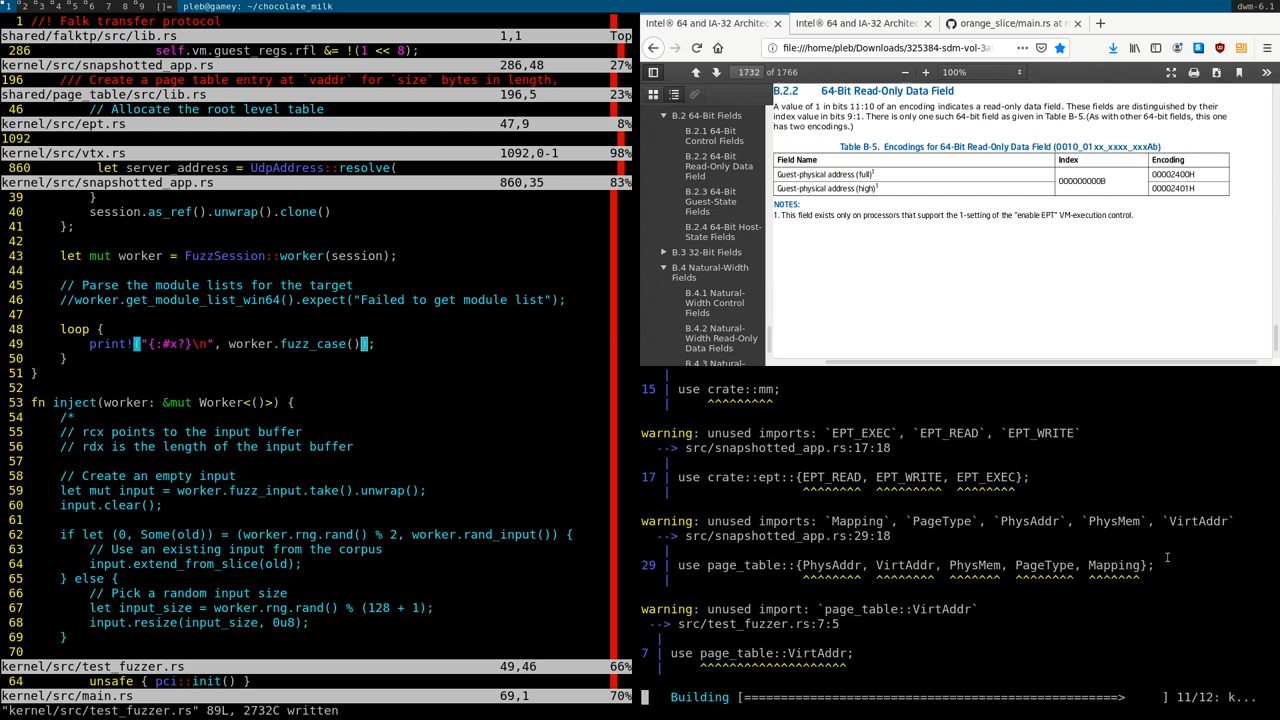 1 2 3 4 5 6 7 8 9 []= pleb@gamey: ~/chocolate_milk dwm-6.1
1 //! Falk transfer protocol
shared/falktp/src/lib.rs 1,1 Top
286 self.vm.guest_regs.rfl &= !(1 << 8);
kernel/src/snapshotted_app.rs 286,48 27%
196 /// Create a page table entry at `vaddr` for `size` bytes in length,
shared/page_table/src/lib.rs 196,5 23%
46 // Allocate the root level table
kernel/src/ept.rs 47,9 8%
1092
kernel/src/vtx.rs 1092,0-1 98%
860 let server_address = UdpAddress::resolve(
kernel/src/snapshotted_app.rs 860,35 83%
39 }
40 session.as_ref().unwrap().clone()
41 };
42
43 let mut worker = FuzzSession::worker(session);
44
45 // Parse the module lists for the target
46 //worker.get_module_list_win64().expect("Failed to get module list");
47
48 loop {
49 print!("{:#x?}\n", worker.fuzz_case());
50 }
51 }
52
53 fn inject(worker: &mut Worker<()>) {
54 /*
55 // rcx points to the input buffer
56 // rdx is the length of the input buffer
57
58 // Create an empty input
59 let mut input = worker.fuzz_input.take().unwrap();
60 input.clear();
61
62 if let (0, Some(old)) = (worker.rng.rand() % 2, worker.rand_input()) {
63 // Use an existing input from the corpus
64 input.extend_from_slice(old);
65 } else {
66 // Pick a random input size
67 let input_size = worker.rng.rand() % (128 + 1);
68 input.resize(input_size, 0u8);
69 }
70
kernel/src/test_fuzzer.rs 49,46 66%
64 unsafe { pci::init() }
kernel/src/main.rs 69,1 70%
"kernel/src/test_fuzzer.rs" 89L, 2732C written
Intel® 64 and IA-32 Architec × Intel® 64 and IA-32 Architec × orange_slice/main.rs at m × +
file:///home/pleb/Downloads/325384-sdm-vol-3a
1732 of 1766 − + 100%
B.2 64-Bit Fields
B.2.1 64-Bit
Control Fields
B.2.2 64-Bit
Read-Only Data
Field
B.2.3 64-Bit
Guest-State
Fields
B.2.4 64-Bit Host-
State Fields
B.3 32-Bit Fields
B.4 Natural-Width
Fields
B.4.1 Natural-
Width Control
Fields
B.4.2 Natural-
Width Read-Only
Data Fields
B.4.3 Natural-
B.2.2 64-Bit Read-Only Data Field
A value of 1 in bits 11:10 of an encoding indicates a read-only data field. These fields are distinguished by their
index value in bits 9:1. There is only one such 64-bit field as given in Table B-5.(As with other 64-bit fields, this one
has two encodings.)
Table B-5. Encodings for 64-Bit Read-Only Data Field (0010_01xx_xxxx_xxxAb)
Field Name Index Encoding
Guest-physical address (full)1 000000000B 00002400H
Guest-physical address (high)1 00002401H
NOTES:
1. This field exists only on processors that support the 1-setting of the "enable EPT" VM-execution control.
|
15 | use crate::mm;
| ^^^^^^^^^
warning: unused imports: `EPT_EXEC`, `EPT_READ`, `EPT_WRITE`
--> src/snapshotted_app.rs:17:18
|
17 | use crate::ept::{EPT_READ, EPT_WRITE, EPT_EXEC};
| ^^^^^^^^ ^^^^^^^^^ ^^^^^^^^
warning: unused imports: `Mapping`, `PageType`, `PhysAddr`, `PhysMem`, `VirtAddr`
--> src/snapshotted_app.rs:29:18
|
29 | use page_table::{PhysAddr, VirtAddr, PhysMem, PageType, Mapping};
| ^^^^^^^^ ^^^^^^^^ ^^^^^^^ ^^^^^^^^ ^^^^^^^
warning: unused import: `page_table::VirtAddr`
--> src/test_fuzzer.rs:7:5
|
7 | use page_table::VirtAddr;
| ^^^^^^^^^^^^^^^^^^^^
Building [===================================================> ] 11/12: k...